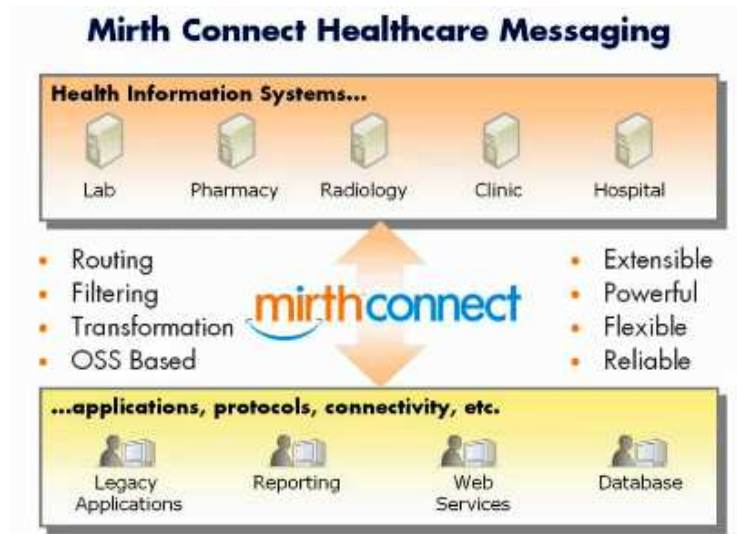 Mirth Connect Healthcare Messaging
Health Information Systems...
Lab Pharmacy Radiology Clinic Hospital
Routing
Filtering
Transformation
OSS Based
mirthconnect
Extensible
Powerful
Flexible
Reliable
...applications, protocols, connectivity, etc.
Legacy Applications
Reporting
Web Services
Database